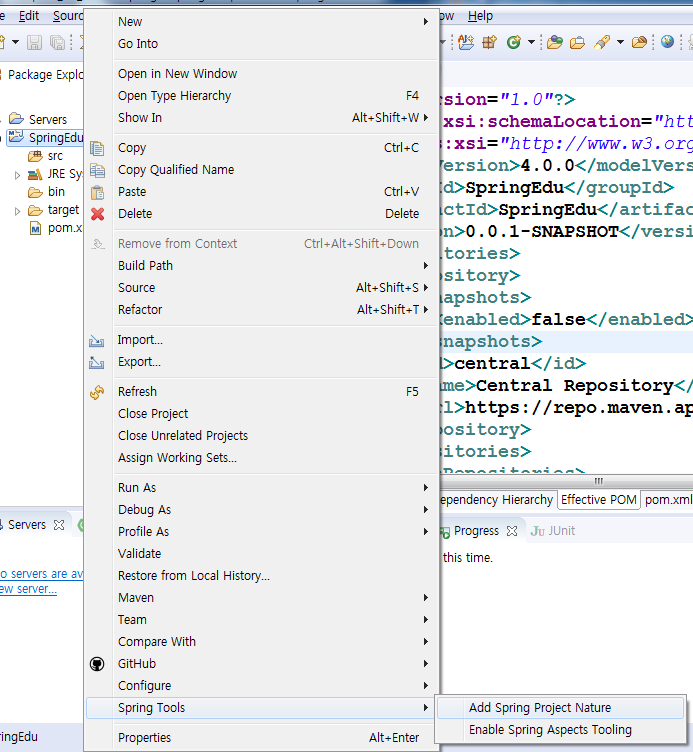 e Edit Sourc
ow Help
Package Explo
Servers
SpringEdu
src
JRE Sy
bin
target
pom.x
New
Go Into
Open in New Window
Open Type Hierarchy F4
Show In Alt+Shift+W
Copy Ctrl+C
Copy Qualified Name
Paste Ctrl+V
Delete Delete
Remove from Context Ctrl+Alt+Shift+Down
Build Path
Source Alt+Shift+S
Refactor Alt+Shift+T
Import...
Export...
Refresh F5
Close Project
Close Unrelated Projects
Assign Working Sets...
Run As
Debug As
Profile As
Validate
Restore from Local History...
Maven
Team
Compare With
GitHub
Configure
Spring Tools
Properties Alt+Enter
Add Spring Project Nature
Enable Spring Aspects Tooling
rsion="1.0"?>
xsi:schemaLocation="htt
s:xsi="http://www.w3.org
Version>4.0.0</modelVers
Id>SpringEdu</groupId>
actId>SpringEdu</artifac
on>0.0.1-SNAPSHOT</versi
itories>
ository>
napshots>
<enabled>false</enabled>
snapshots>
d>central</id>
ame>Central Repository</
rl>https://repo.maven.ap
pository>
sitories>
ependency Hierarchy Effective POM pom.xml
Servers
Progress JUnit
this time.
o servers are av
ew server...
ringEdu